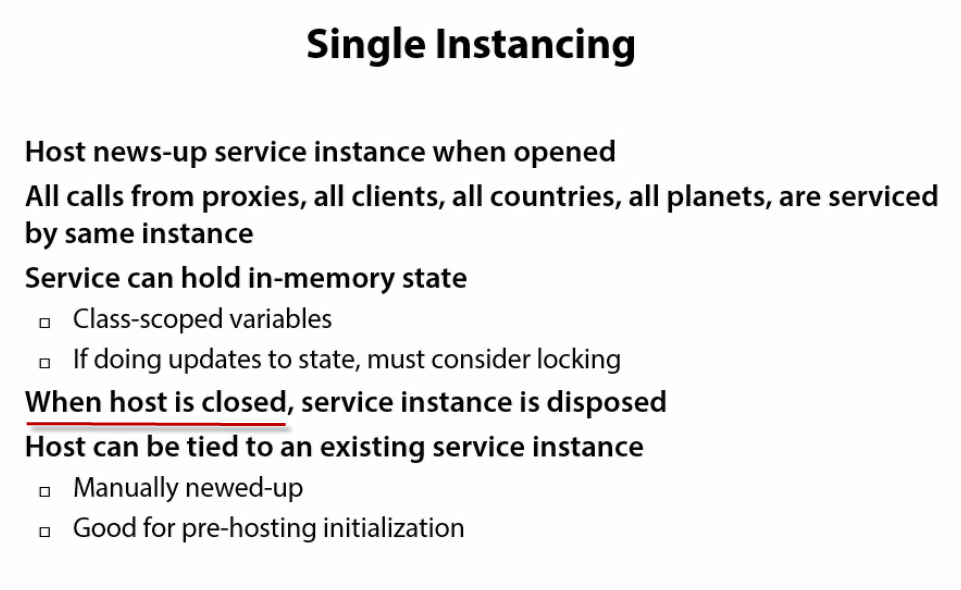 Single Instancing
Host news-up service instance when opened
All calls from proxies, all clients, all countries, all planets, are serviced
by same instance
Service can hold in-memory state
Class-scoped variables
If doing updates to state, must consider locking
When host is closed, service instance is disposed
Host can be tied to an existing service instance
Manually newed-up
Good for pre-hosting initialization